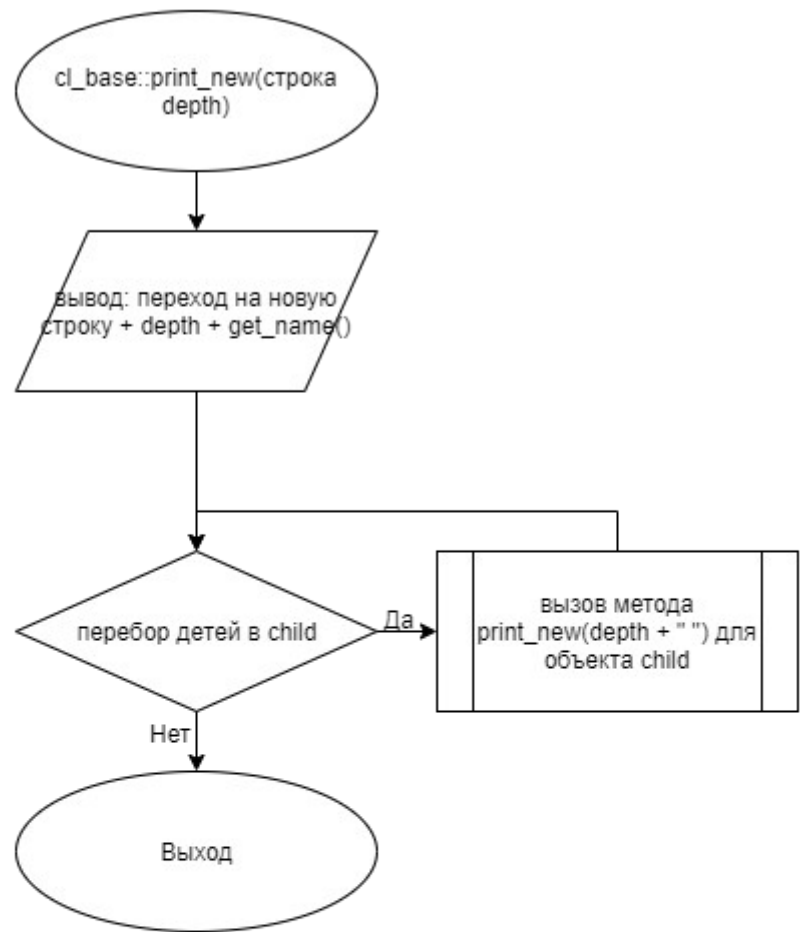 cl_base::print_new(строка
depth)
вывод: переход на новую
строку + depth + get_name()
перебор детей в child
Да
вызов метода
print_new(depth + " ") для
объекта child
Нет
Выход